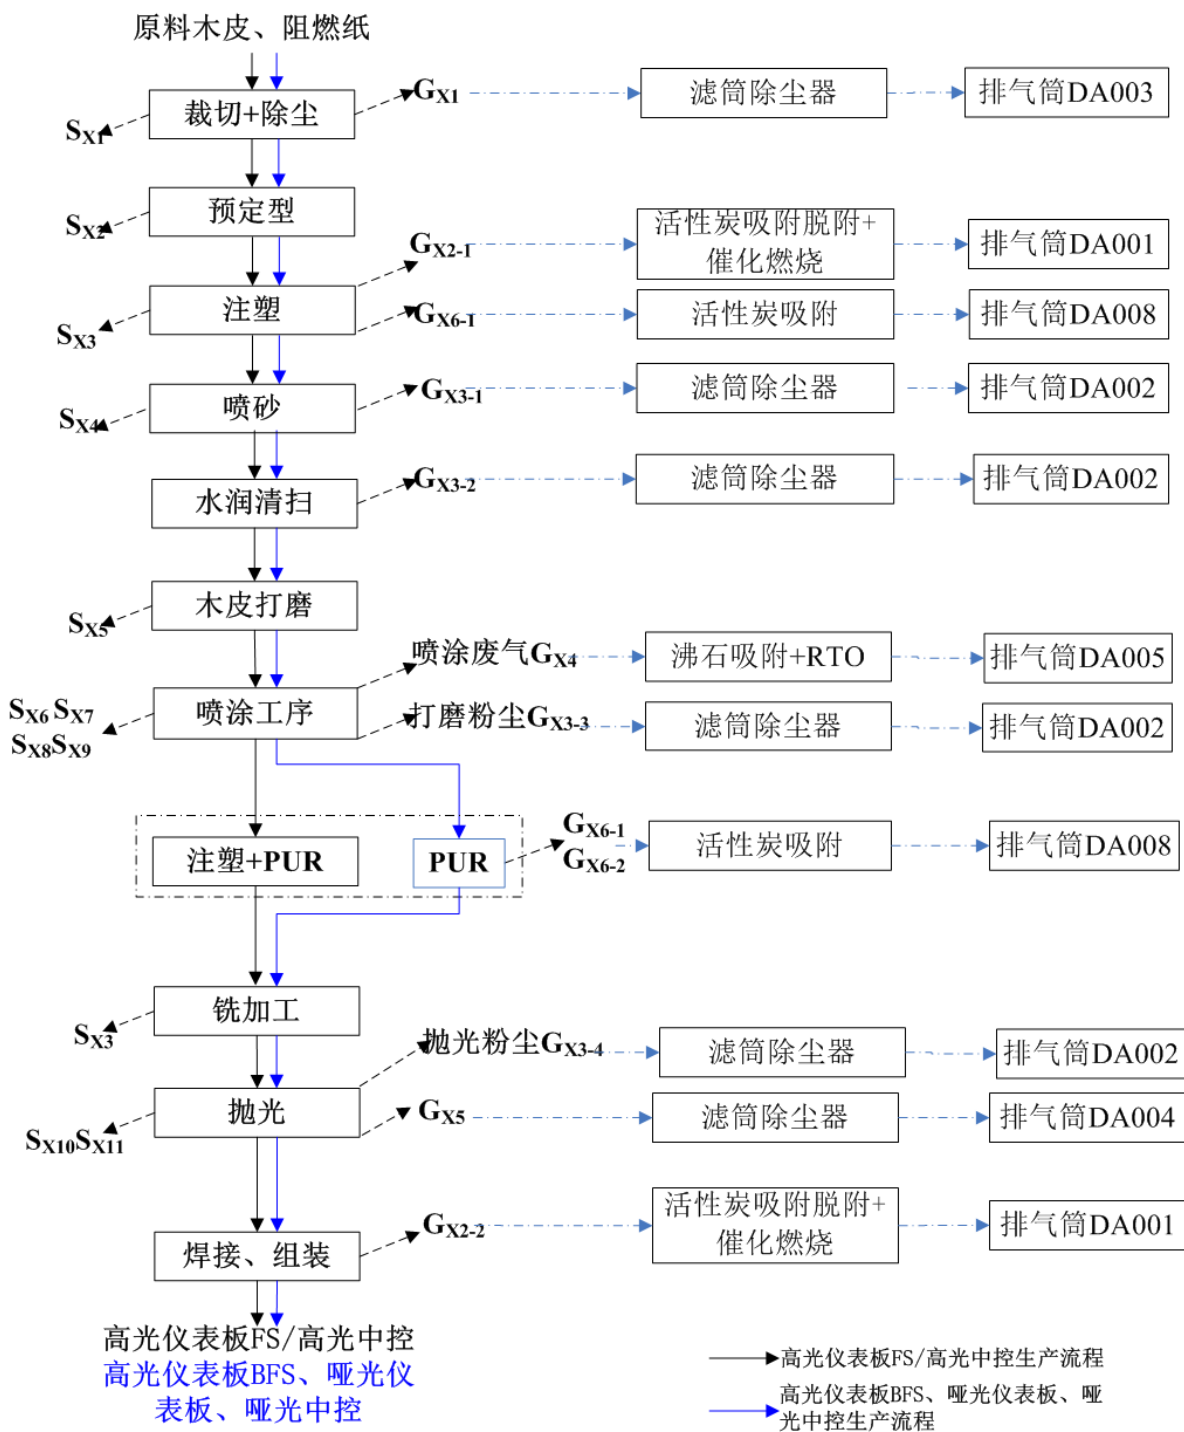 原料木皮、阻燃纸
裁切+除尘
SX1
GX1
滤筒除尘器
排气筒DA003
预定型
SX2
GX2-1
活性炭吸附脱附+
催化燃烧
排气筒DA001
注塑
SX3
GX6-1
活性炭吸附
排气筒DA008
喷砂
SX4
GX3-1
滤筒除尘器
排气筒DA002
水润清扫
GX3-2
滤筒除尘器
排气筒DA002
木皮打磨
SX5
喷涂废气GX4
沸石吸附+RTO
排气筒DA005
喷涂工序
SX6 SX7
SX8SX9
打磨粉尘GX3-3
滤筒除尘器
排气筒DA002
注塑+PUR
PUR
GX6-1
GX6-2
活性炭吸附
排气筒DA008
铣加工
SX3
抛光粉尘GX3-4
滤筒除尘器
排气筒DA002
抛光
SX10SX11
GX5
滤筒除尘器
排气筒DA004
焊接、组装
GX2-2
活性炭吸附脱附+
催化燃烧
排气筒DA001
高光仪表板FS/高光中控
高光仪表板BFS、哑光仪
表板、哑光中控
高光仪表板FS/高光中控生产流程
高光仪表板BFS、哑光仪表板、哑
光中控生产流程